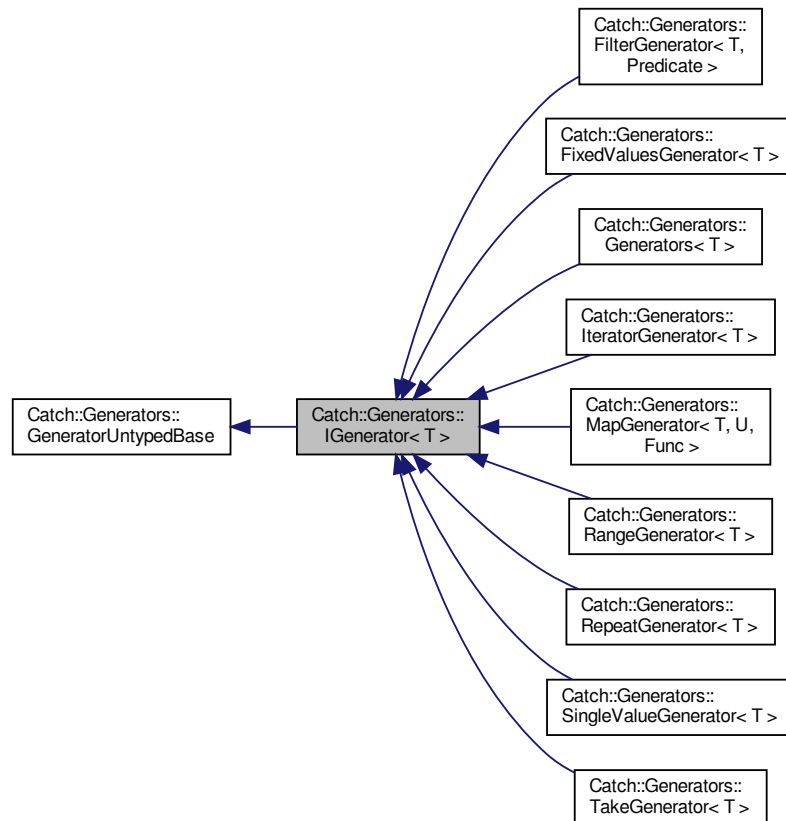 Catch::Generators::
FilterGenerator< T,
Predicate >
Catch::Generators::
FixedValuesGenerator< T >
Catch::Generators::
Generators< T >
Catch::Generators::
IteratorGenerator< T >
Catch::Generators::
GeneratorUntypedBase
Catch::Generators::
IGenerator< T >
Catch::Generators::
MapGenerator< T, U,
Func >
Catch::Generators::
RangeGenerator< T >
Catch::Generators::
RepeatGenerator< T >
Catch::Generators::
SingleValueGenerator< T >
Catch::Generators::
TakeGenerator< T >